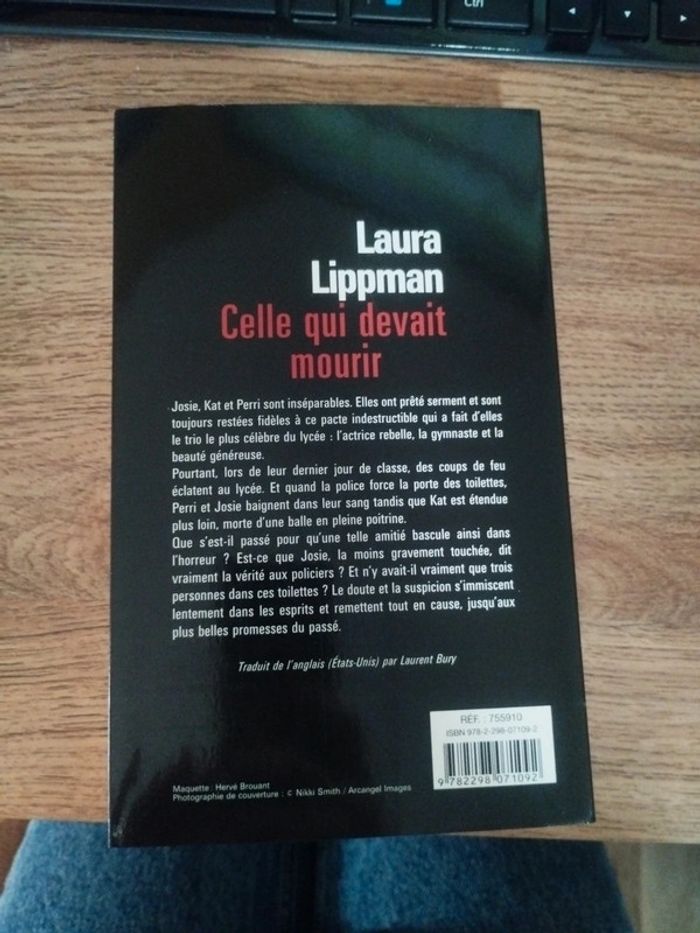 Ctrl
Laura
Lippman
Celle qui devait
mourir
Josie, Kat et Perri sont inséparables. Elles ont prêté serment et sont
toujours restées fidèles à ce pacte indestructible qui a fait d'elles
le trio le plus célèbre du lycée : l'actrice rebelle, la gymnaste et la
beauté généreuse.
Pourtant, lors de leur dernier jour de classe, des coups de feu
éclatent au lycée. Et quand la police force la porte des toilettes,
Perri et Josie baignent dans leur sang tandis que Kat est étendue
plus loin, morte d'une balle en pleine poitrine.
Que s'est-il passé pour qu'une telle amitié bascule ainsi dans
l'horreur ? Est-ce que Josie, la moins gravement touchée, dit
vraiment la vérité aux policiers ? Et n'y avait-il vraiment que trois
personnes dans ces toilettes ? Le doute et la suspicion s'immiscent
lentement dans les esprits et remettent tout en cause, jusqu'aux
plus belles promesses du passé.
Traduit de l'anglais (États-Unis) par Laurent Bury
RÉF. : 755910
ISBN 978-2-298-07109-2
9 782298 071092
Maquette : Hervé Brouant
Photographie de couverture : © Nikki Smith / Arcangel Images